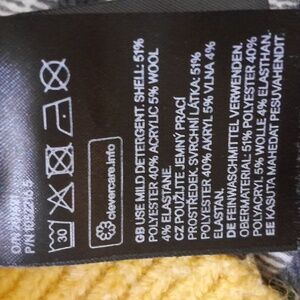 P/N 1092236 5
30
clevercare.info
GB USE MILD DETERGENT. SHELL: 51%
POLYESTER 40% ACRYLIC 5% WOOL
4% ELASTANE.
CZ POUŽIJTE JEMNÝ PRACÍ
PROSTŘEDEK. SVRCHNÍ LÁTKA: 51%
POLYESTER 40% AKRYL 5% VLNA 4%
ELASTAN.
DE FEINWASCHMITTEL VERWENDEN.
OBERMATERIAL: 51% POLYESTER 40%
POLYACRYL 5% WOLLE 4% ELASTHAN.
EE KASUTA MAHEDAT PESUVAHENDIT.